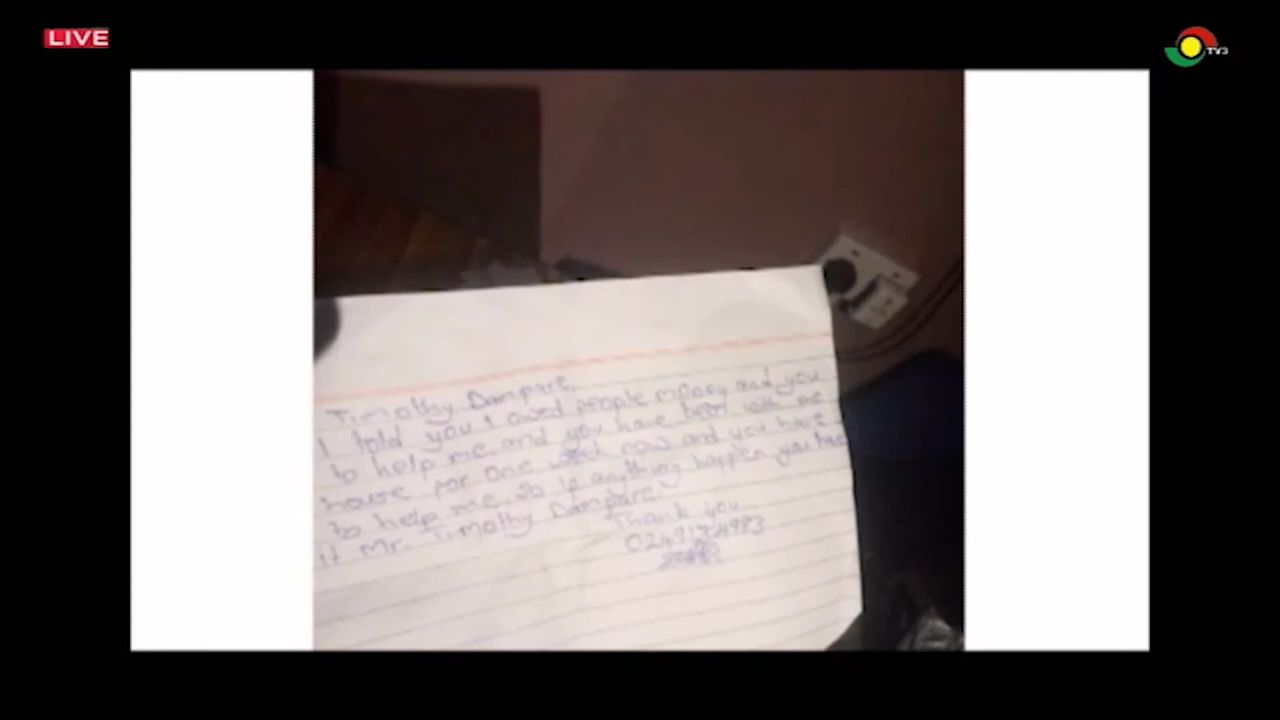 LIVE
TV3
Timothy Dampare,
I told you I owed people money and you
to help me and you have been with me
house for one week now and you have
to help me so if anything happen you have
it Mr. Timothy Dampare
Thank you